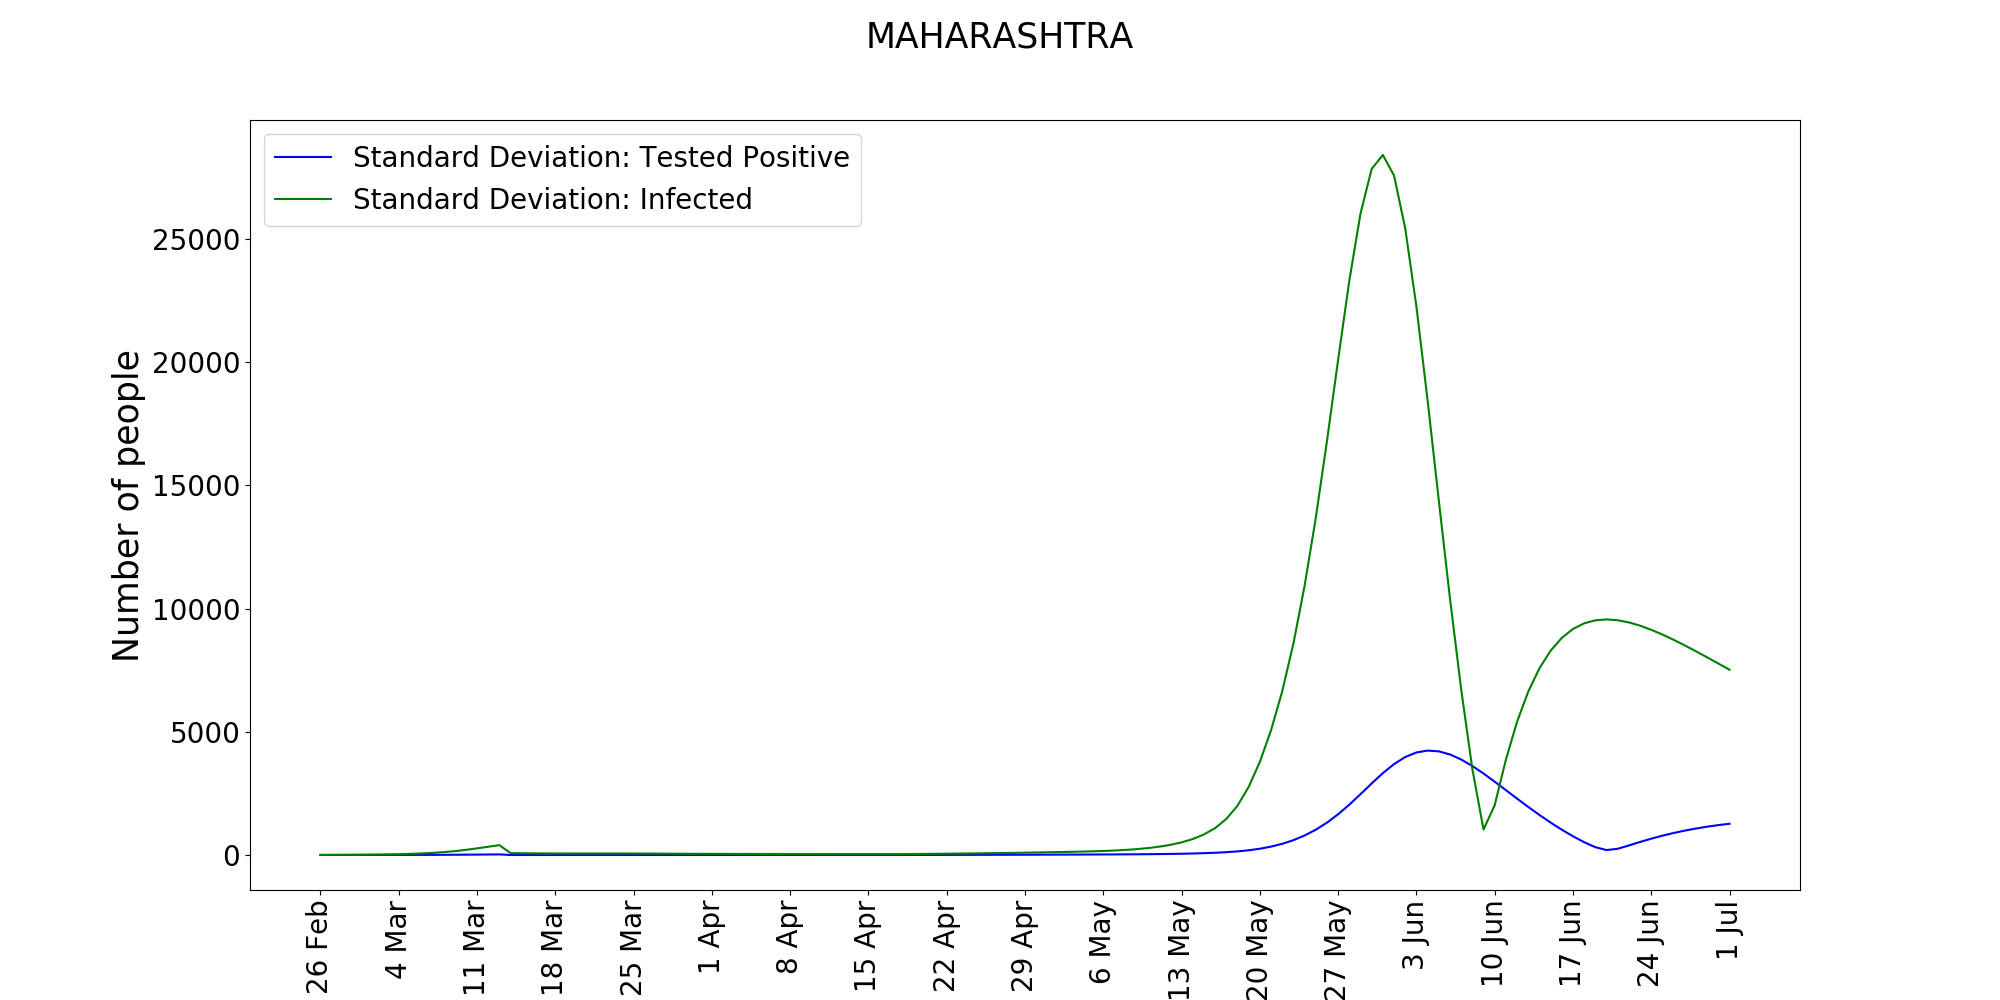 MAHARASHTRA
Standard Deviation: Tested Positive
Standard Deviation: Infected
Number of people
25000
20000
15000
10000
5000
0
26 Feb
4 Mar
11 Mar
18 Mar
25 Mar
1 Apr
8 Apr
15 Apr
22 Apr
29 Apr
6 May
13 May
20 May
27 May
3 Jun
10 Jun
17 Jun
24 Jun
1 Jul